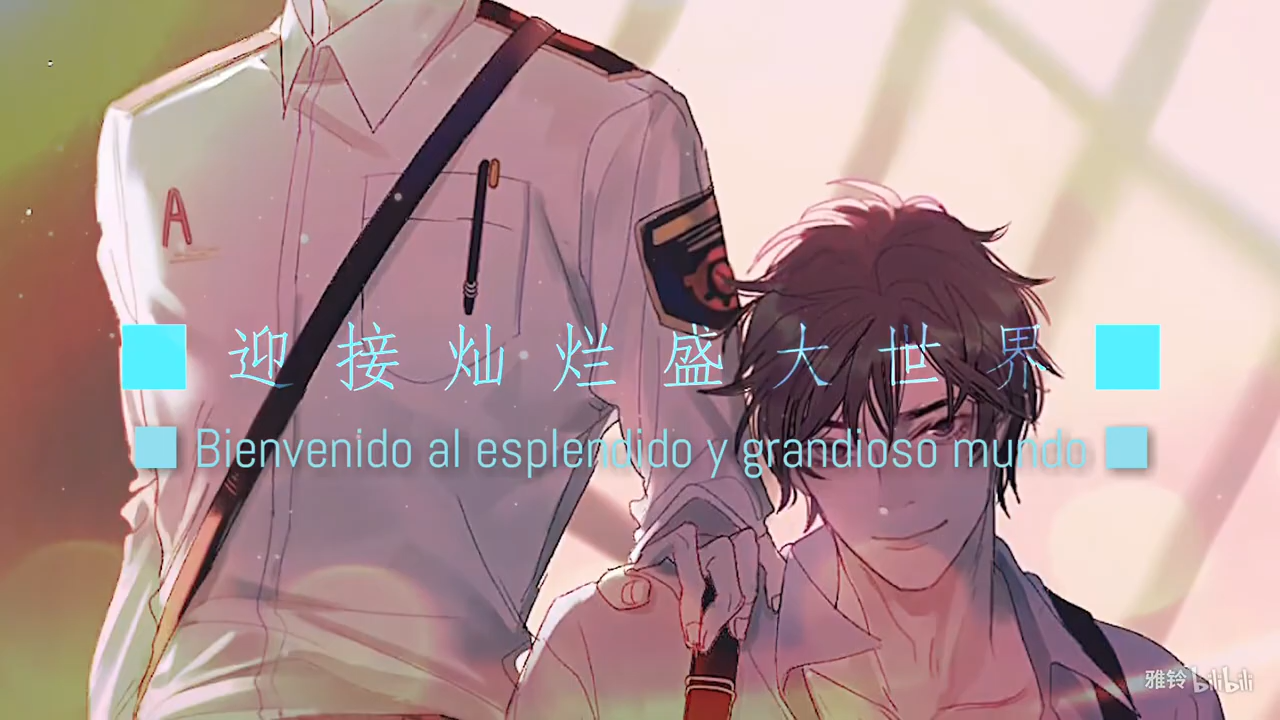 A
迎接灿烂盛大世界
Bienvenido al esplendido y grandioso mundo
雅铃 bilibili